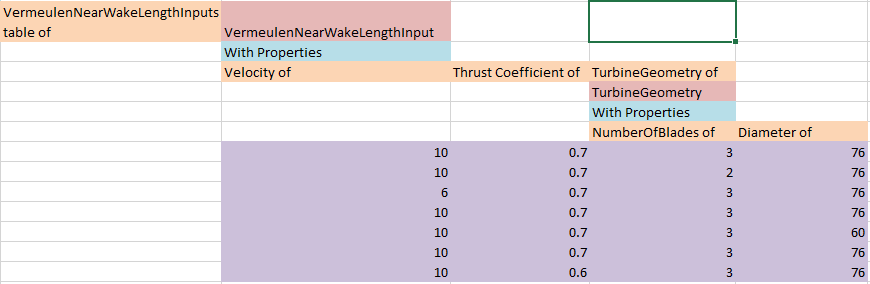 VermeulenNearWakeLengthInputs
table of VermeulenNearWakeLengthInput
With Properties
Velocity of Thrust Coefficient of TurbineGeometry of
TurbineGeometry
With Properties
NumberOfBlades of Diameter of
10 0.7 3 76
10 0.7 2 76
6 0.7 3 76
10 0.7 3 76
10 0.7 3 60
10 0.7 3 76
10 0.6 3 76